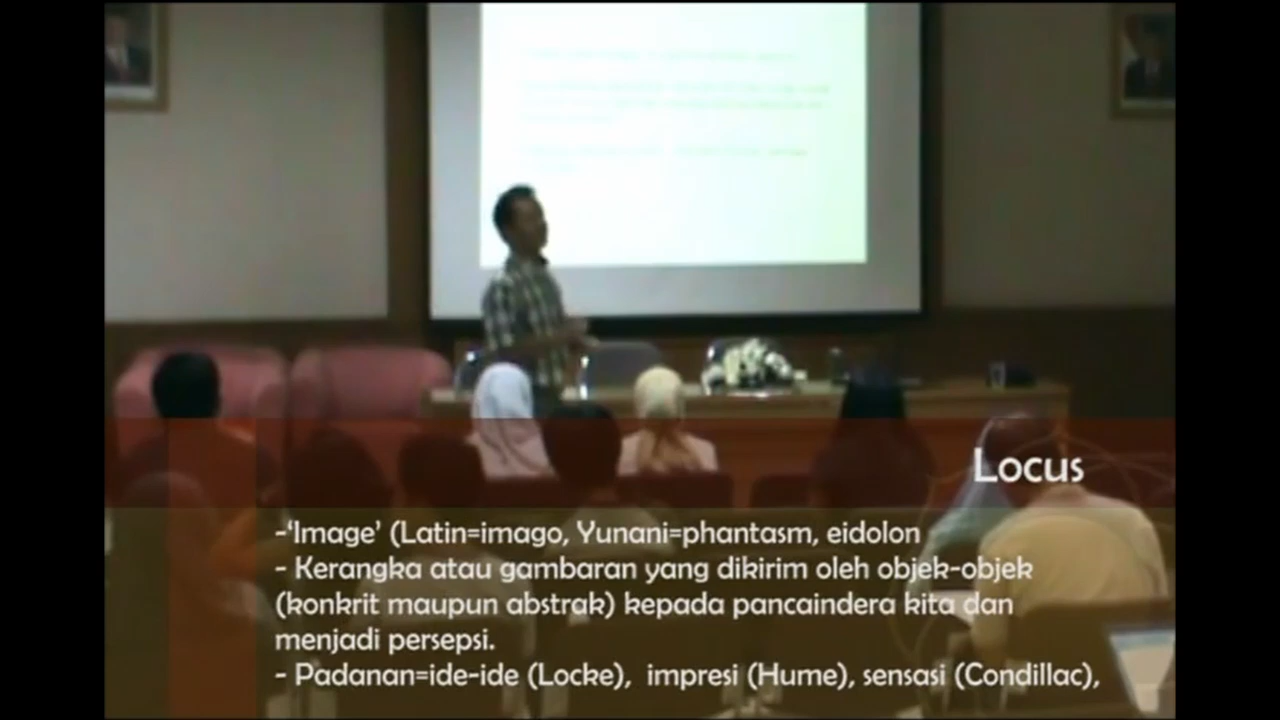 Locus
-‘Image’ (Latin=imago, Yunani=phantasm, eidolon
- Kerangka atau gambaran yang dikirim oleh objek-objek
(konkrit maupun abstrak) kepada pancaindera kita dan
menjadi persepsi.
- Padanan=ide-ide (Locke), impresi (Hume), sensasi (Condillac),